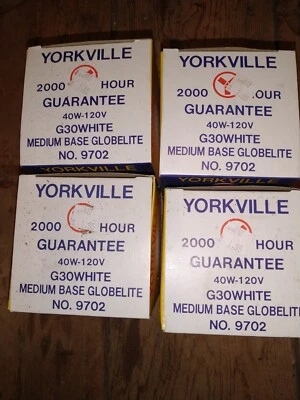 YORKVILLE
2000 HOUR
GUARANTEE
40W-120V
G30WHITE
MEDIUM BASE GLOBELITE
NO. 9702
YORKVILLE
2000 OUR
GUARANTEE
40W-120V
G30WHITE
MEDIUM BASE GLOBELITE
NO. 9702
YORKVILLE
2000 HOUR
GUARANTEE
40W-120V
G30WHITE
MEDIUM BASE GLOBELITE
NO. 9702
YORKVILLE
2000 HOUR
GUARANTEE
40W-120V
G30WHITE
MEDIUM BASE GLOBELIT
NO. 9702